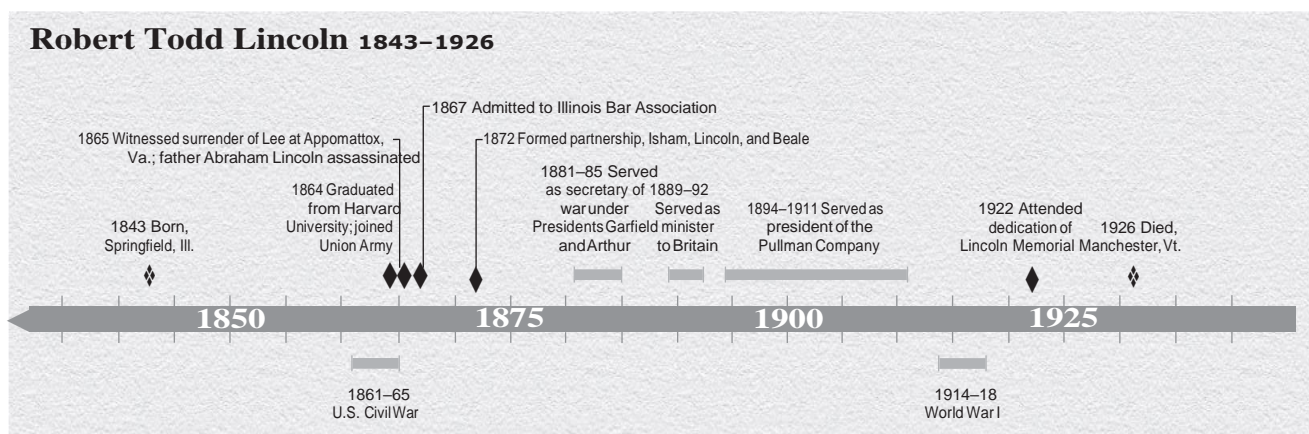 Robert Todd Lincoln 1843–1926
1867 Admitted to Illinois Bar Association
1865 Witnessed surrender of Lee at Appomattox,
Va.; father Abraham Lincoln assassinated
1872 Formed partnership, Isham, Lincoln, and Beale
1864 Graduated
from Harvard
University; joined
Union Army
1881–85 Served
as secretary of
war under
Presidents Garfield
and Arthur
1889–92
Served as
minister
to Britain
1894–1911 Served as
president of the
Pullman Company
1922 Attended
dedication of
Lincoln Memorial
1843 Born,
Springfield, Ill.
1926 Died,
Manchester, Vt.
1850
1875
1900
1925
1861–65
U.S. Civil War
1914–18
World War I